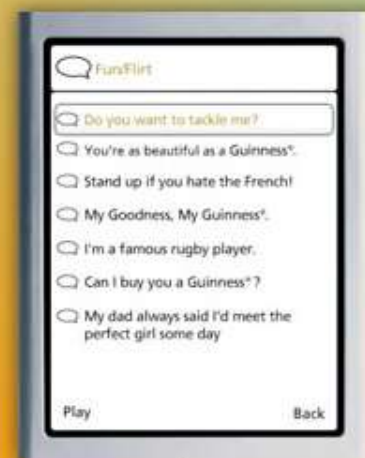 Fun/Flirt
Do you want to tackle me?
You're as beautiful as a Guinness®.
Stand up if you hate the French!
My Goodness, My Guinness®.
I'm a famous rugby player.
Can I buy you a Guinness®?
My dad always said I'd meet the
perfect girl some day
Play Back